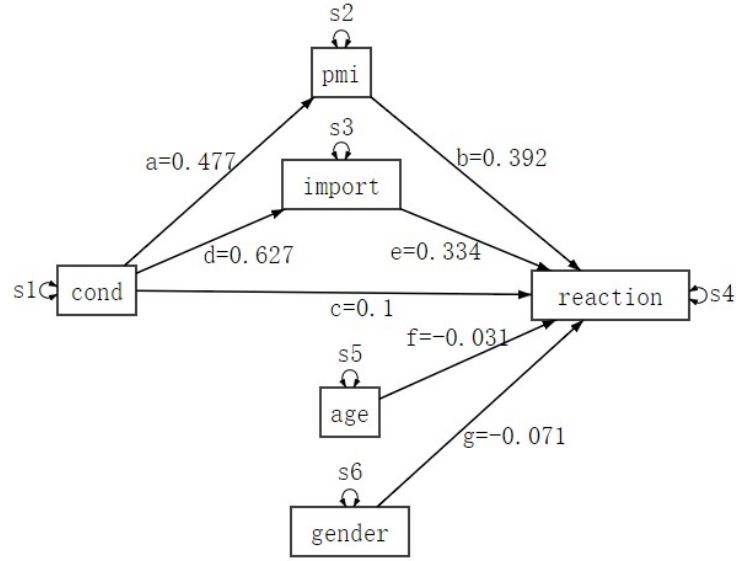 s2
pmi
s3
a=0.477
b=0.392
import
d=0.627
e=0.334
s1
cond
reaction
s4
c=0.1
f=-0.031
s5
age
g=-0.071
s6
gender